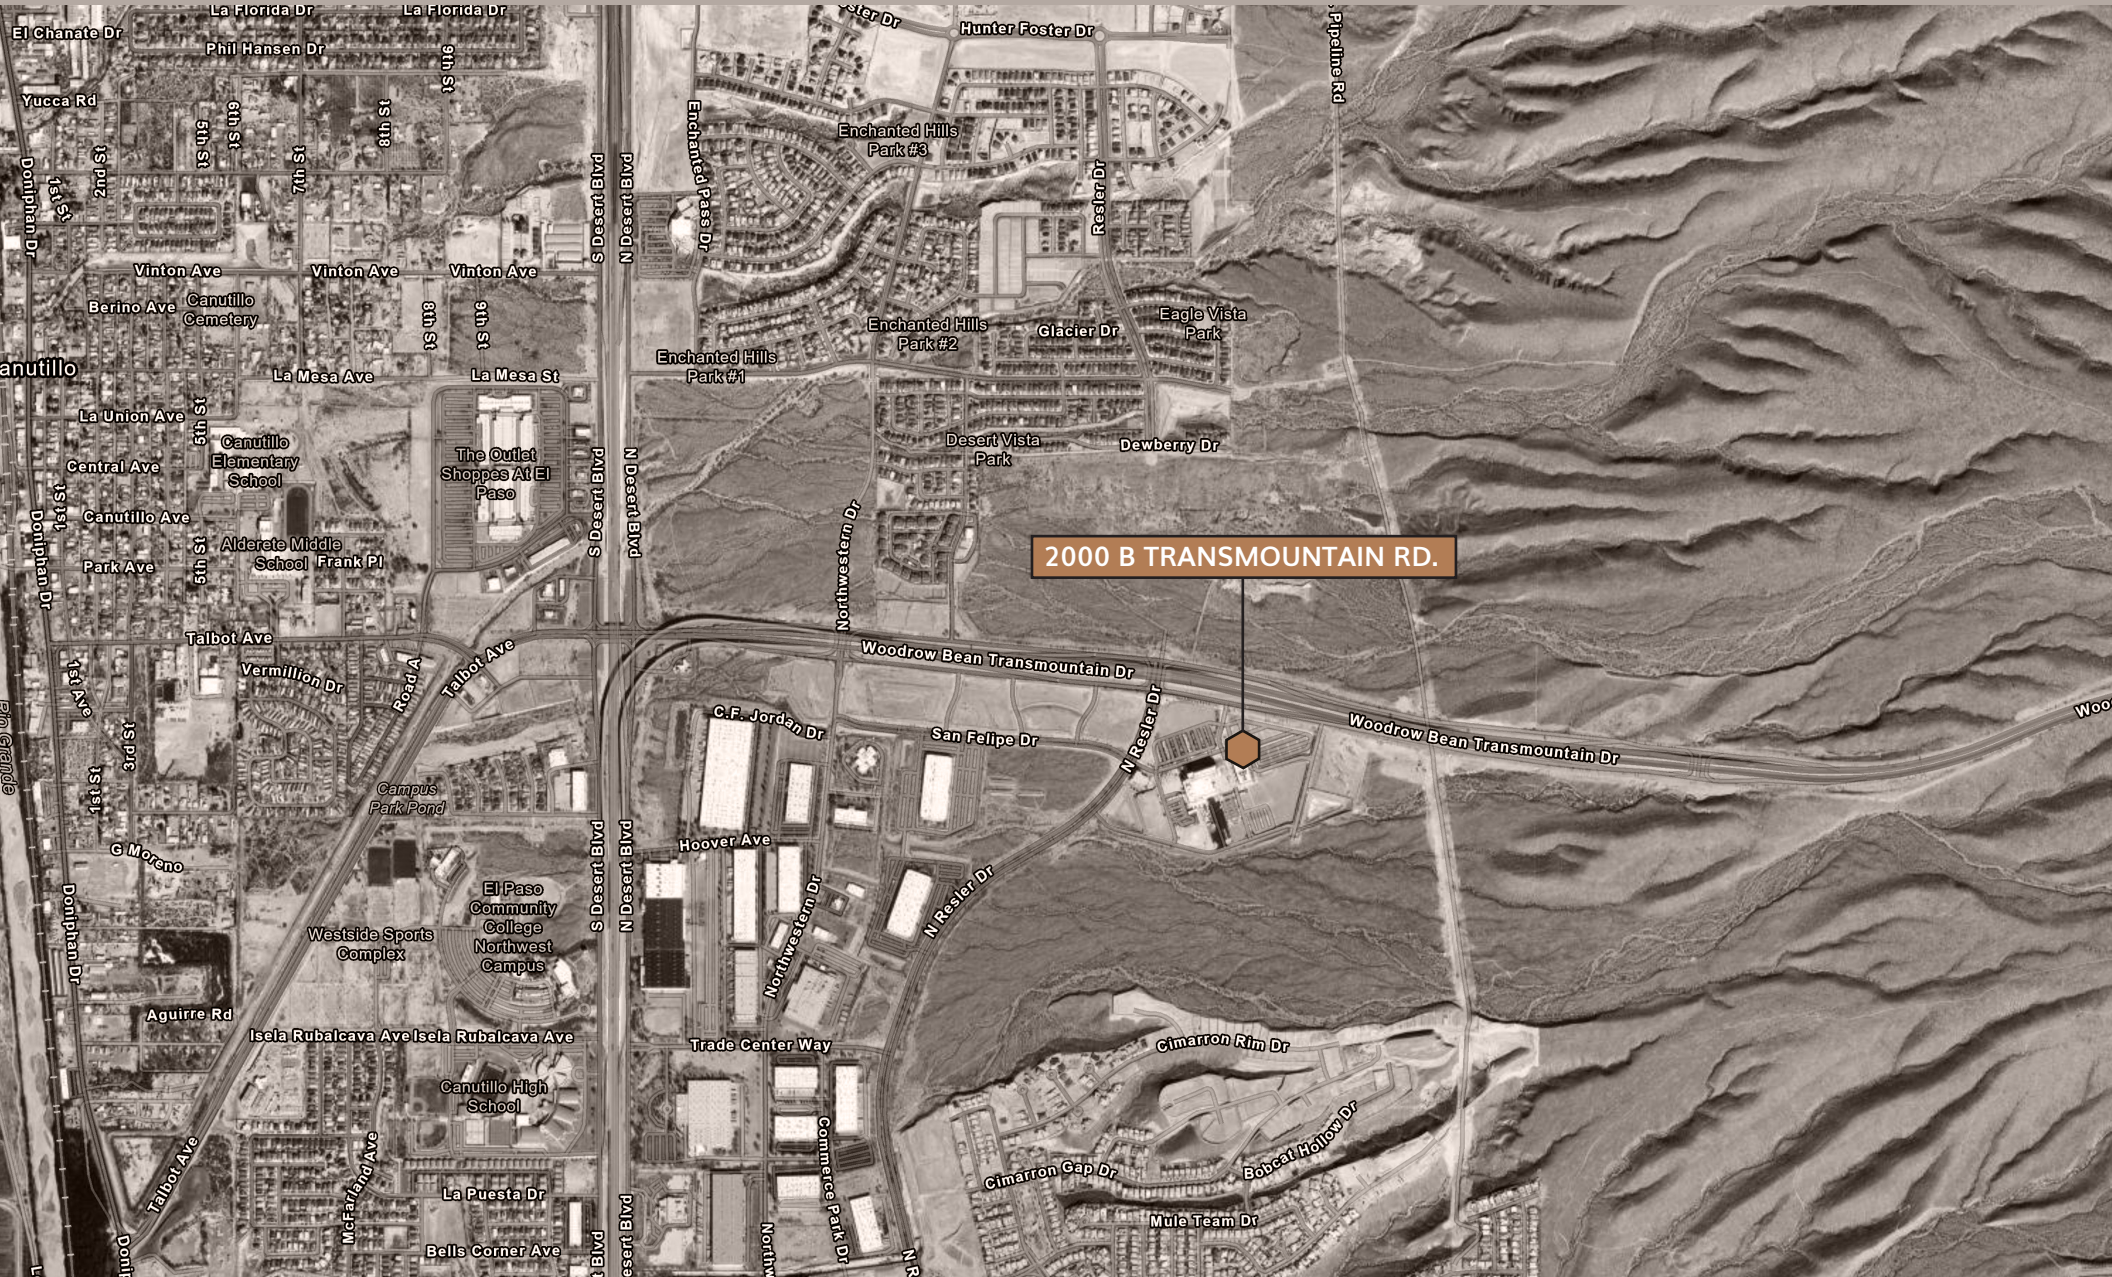 La Florida Dr
La Florida Dr
El Chanate Dr
Phil Hansen Dr
9th St
Hunter Foster Dr
Pipeline Rd
Yucca Rd
5th St
6th St
8th St
Enchanted Pass Dr
Enchanted Hills
Park #3
Doniphan Dr
1st St
2nd St
7th St
S Desert Blvd
N Desert Blvd
Resler Dr
Vinton Ave
Vinton Ave
Vinton Ave
Berino Ave
Canutillo
Cemetery
8th St
9th St
Enchanted Hills
Park #2
Glacier Dr
Eagle Vista
Park
Enchanted Hills
Park #1
anutillo
La Mesa Ave
La Mesa St
La Union Ave
5th St
Canutillo
Elementary
School
The Outlet
Shoppes At El
Paso
S Desert Blvd
N Desert Blvd
Desert Vista
Park
Dewberry Dr
Central Ave
1st St
Canutillo Ave
Doniphan Dr
Alderete Middle
School
Frank Pl
Park Ave
5th St
Northwestern Dr
2000 B TRANSMOUNTAIN RD.
Talbot Ave
Talbot Ave
Woodrow Bean Transmountain Dr
Vermillion Dr
Road A
1st Ave
Rio Grande
3rd St
C.F. Jordan Dr
San Felipe Dr
N Resler Dr
Woodrow Bean Transmountain Dr
Woo
1st St
Campus
Park Pond
Hoover Ave
S Desert Blvd
N Desert Blvd
G Moreno
Doniphan Dr
El Paso
Community
College
Northwest
Campus
Northwestern Dr
N Resler Dr
Westside Sports
Complex
Aguirre Rd
Isela Rubalcava Ave
Isela Rubalcava Ave
Trade Center Way
Cimarron Rim Dr
Canutillo High
School
Talbot Ave
McFarland Ave
Commerce Park Dr
Cimarron Gap Dr
Bobcat Hollow Dr
La Puesta Dr
Mule Team Dr
Bells Corner Ave